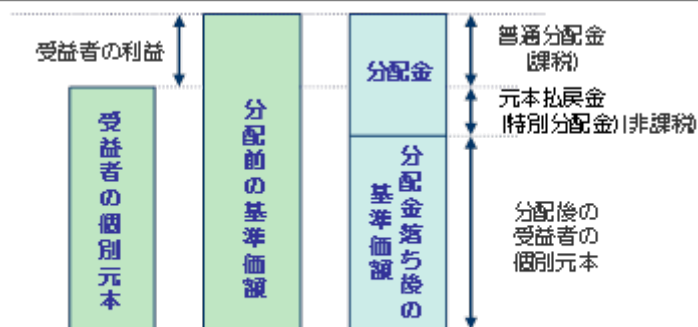 受益者の利益
受益者の個別元本
分配前の基準価額
分配金
分配金落ち後の
基準価額
普通分配金
(課税)
元本払戻金
(特別分配金)(非課税)
分配後の
受益者の
個別元本